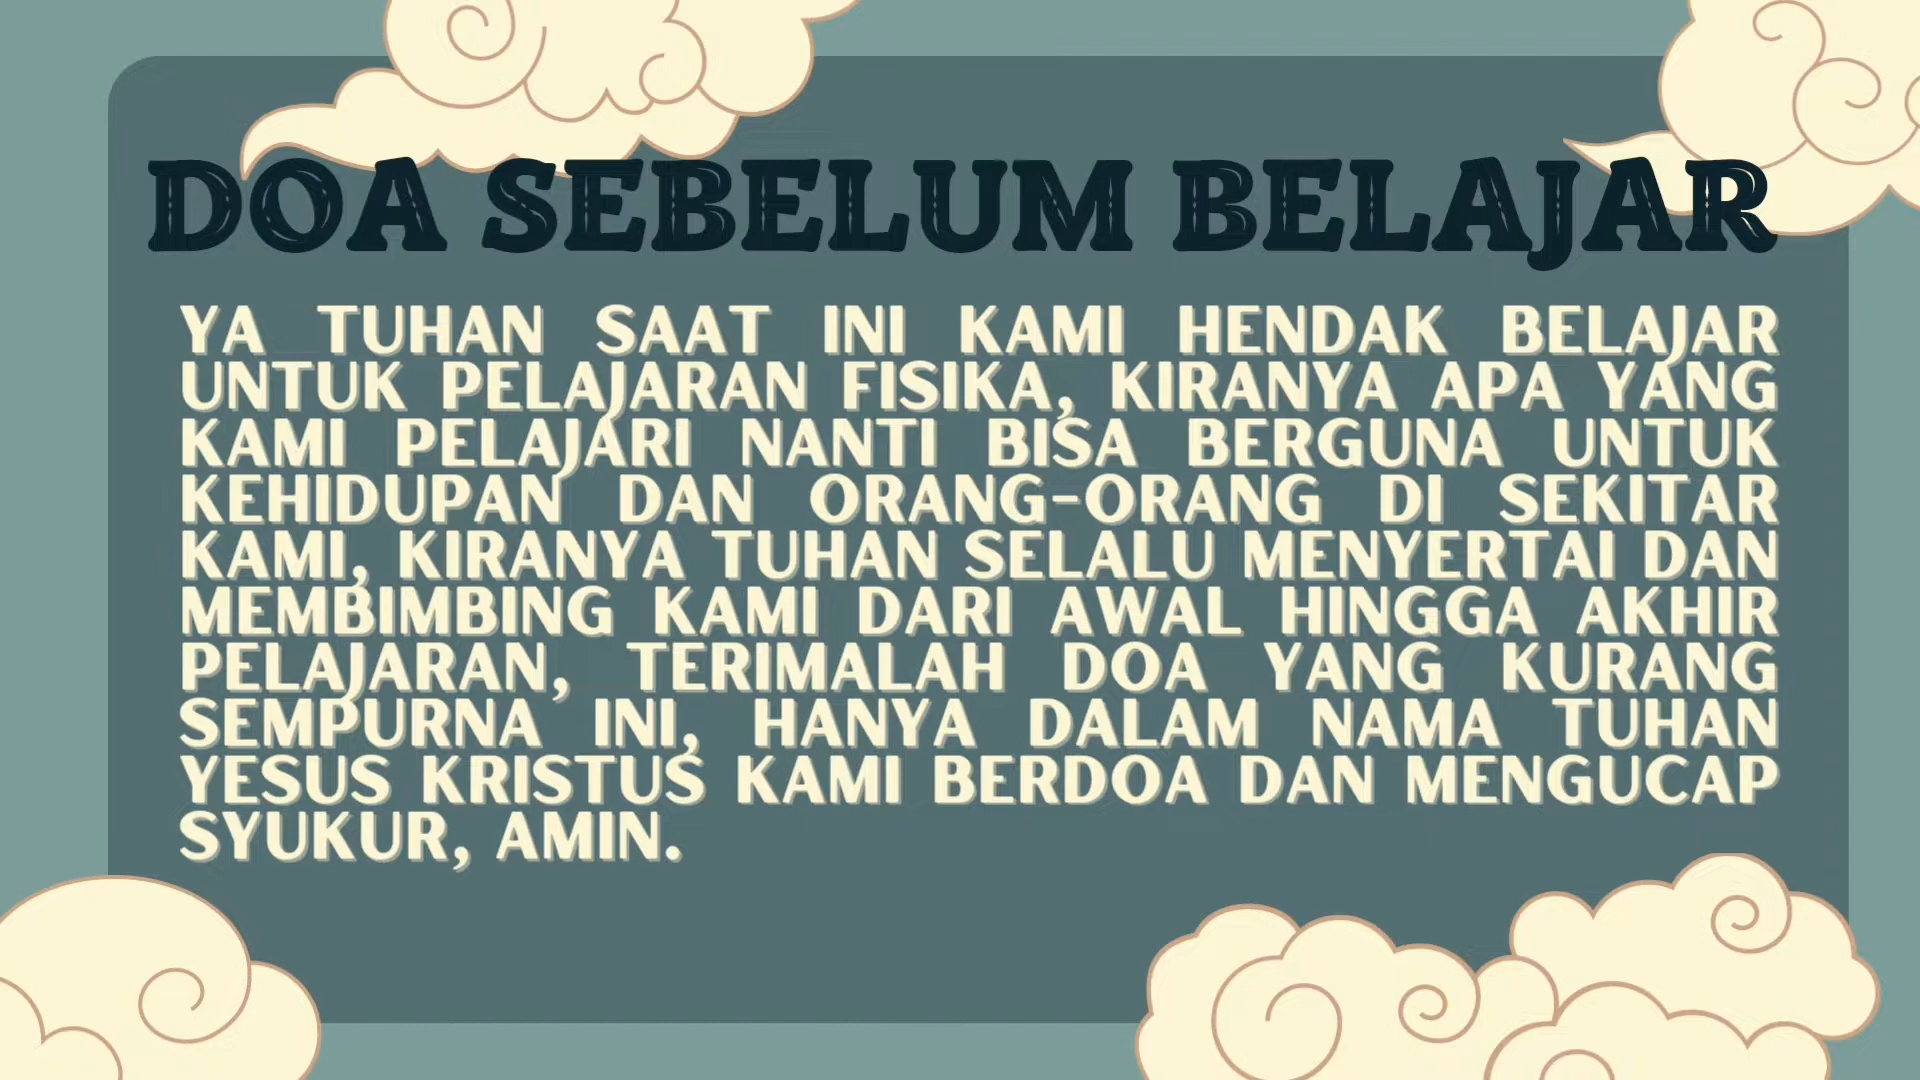 DOA SEBELUM BELAJAR
YA TUHAN SAAT INI KAMI HENDAK BELAJAR
UNTUK PELAJARAN FISIKA, KIRANYA APA YANG
KAMI PELAJARI NANTI BISA BERGUNA UNTUK
KEHIDUPAN DAN ORANG-ORANG DI SEKITAR
KAMI, KIRANYA TUHAN SELALU MENYERTAI DAN
MEMBIMBING KAMI DARI AWAL HINGGA AKHIR
PELAJARAN, TERIMALAH DOA YANG KURANG
SEMPURNA INI, HANYA DALAM NAMA TUHAN
YESUS KRISTUS KAMI BERDOA DAN MENGUCAP
SYUKUR, AMIN.